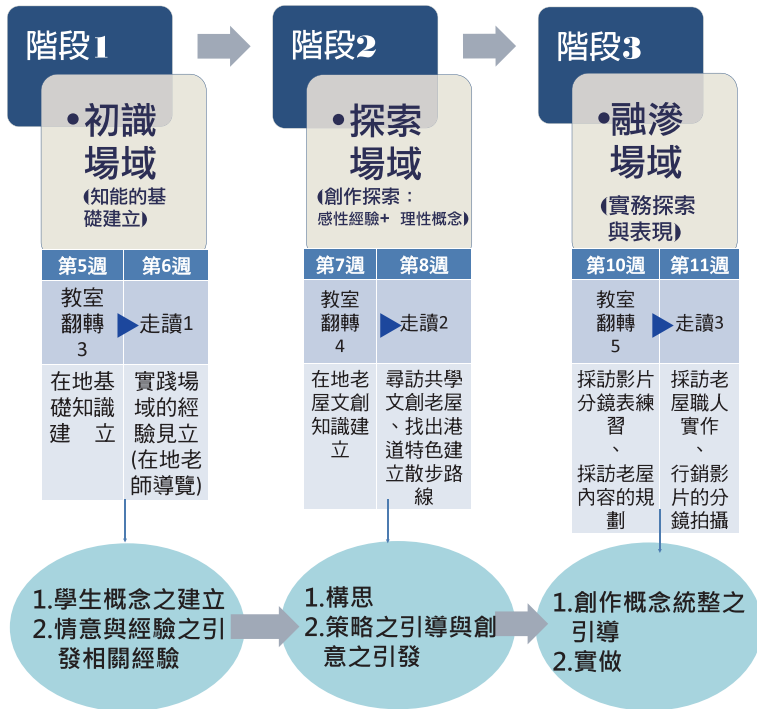 階段1
•初識
場域
(知能的基
礎建立)
第5週
第6週
教室
翻轉
3
走讀1
在地基
礎知識
建 立
實踐場
域的經
驗見立
(在地老
師導覽)
1.學生概念之建立
2.情意與經驗之引
發相關經驗
階段2
•探索
場域
(創作探索：
感性經驗+ 理性概念)
第7週
第8週
教室
翻轉
4
走讀2
在地老
屋文創
知識建
立
尋訪共學
文創老屋
、找出港
道特色建
立散步路
線
1.構思
2.策略之引導與創
意之引發
階段3
•融滲
場域
(實務探索
與表現)
第10週
第11週
教室
翻轉
5
走讀3
採訪影片
分鏡表練
習
、
採訪老屋
內容的規
劃
採訪老
屋職人
實作
、
行銷影
片的分
鏡拍攝
1.創作概念統整之
引導
2.實做